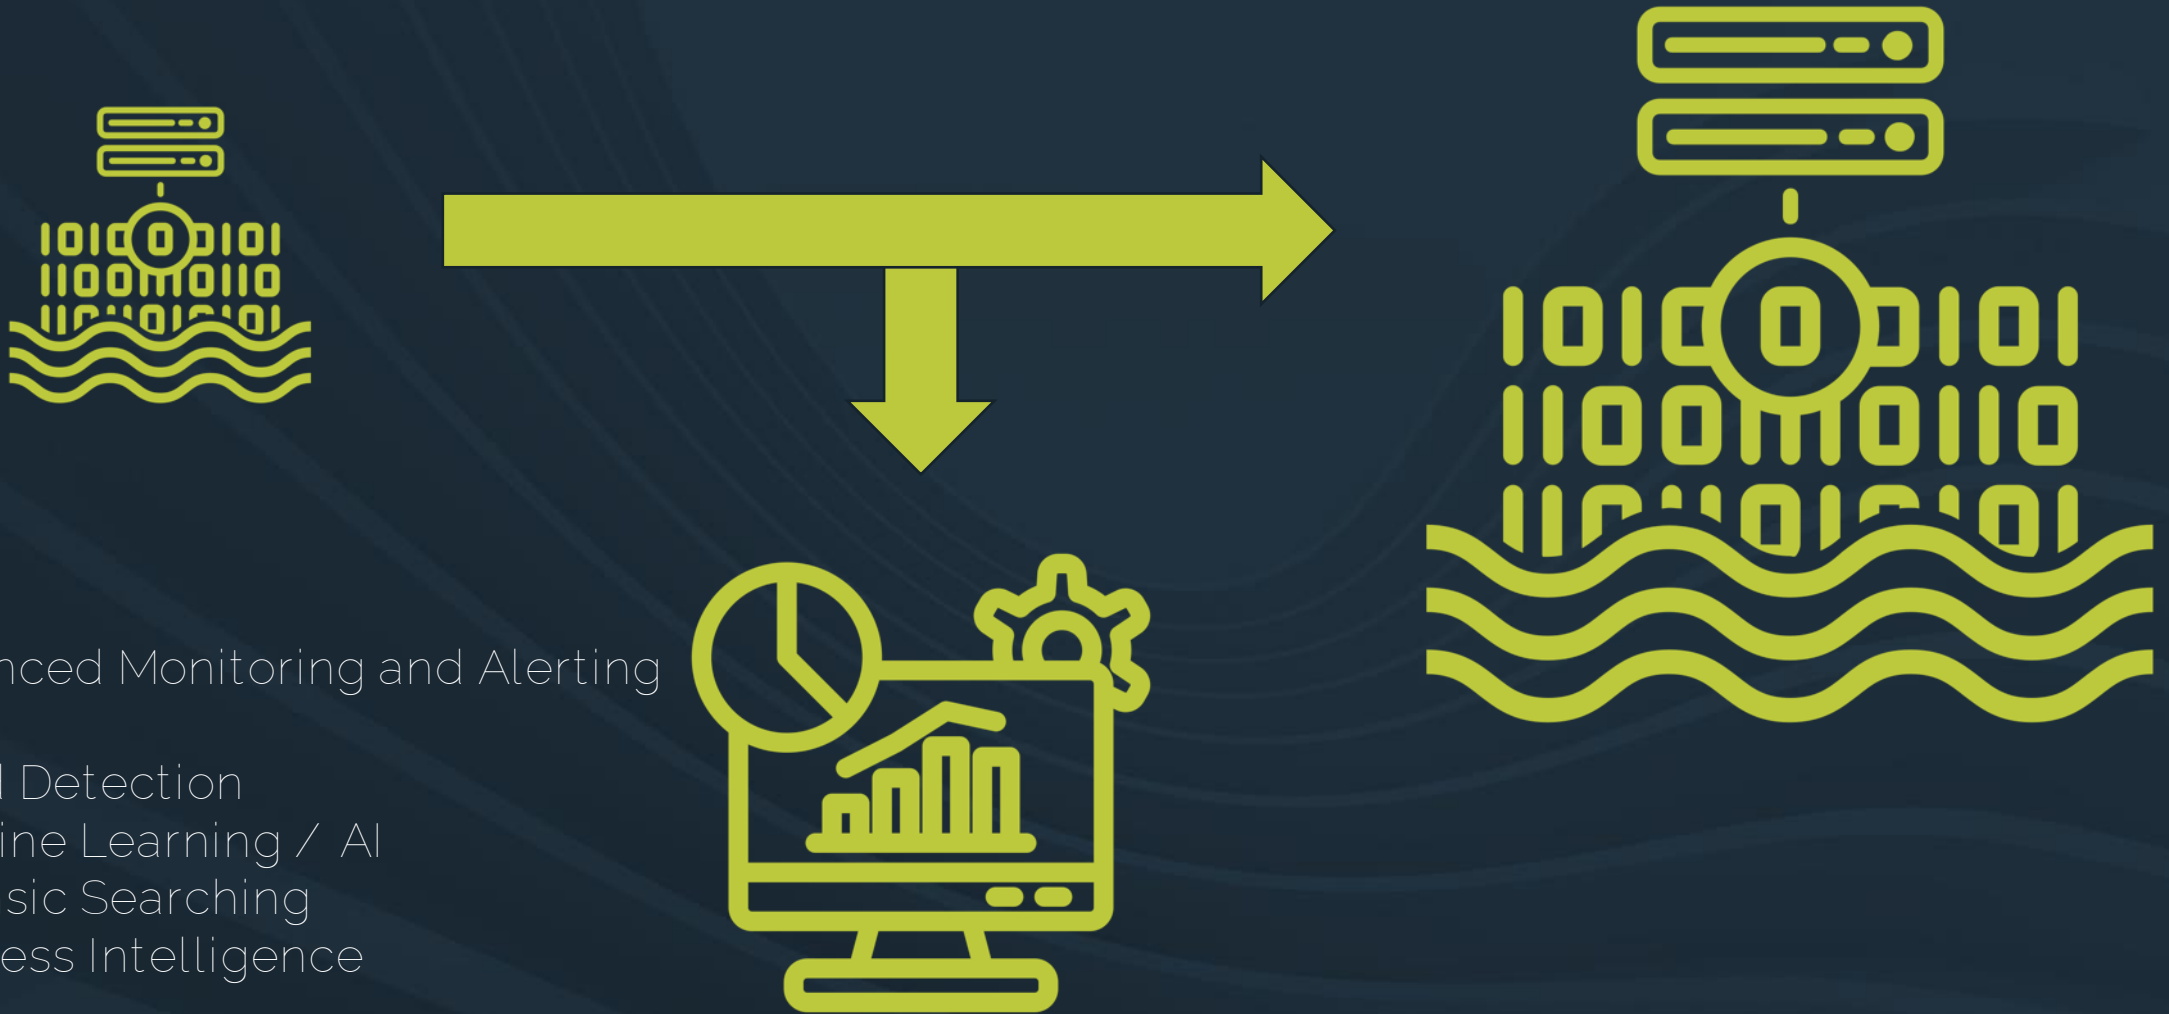 nced Monitoring and Alerting
d Detection
ine Learning / AI
sic Searching
ess Intelligence